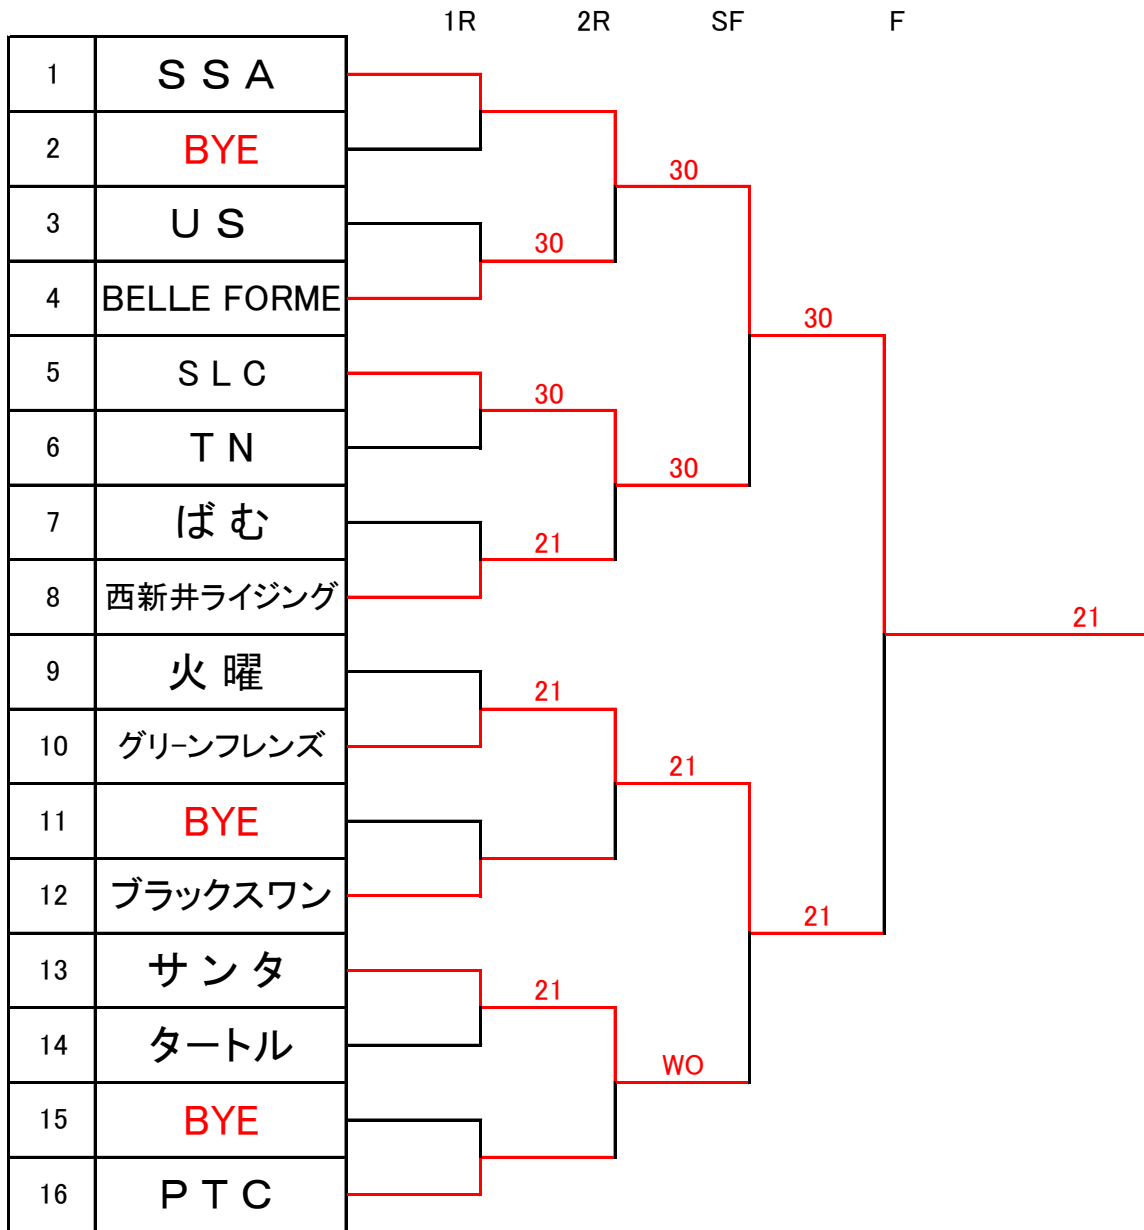 1R 2R SF F
1 ＳＳＡ
2 BYE
30
3 ＵＳ
30
4 BELLE FORME
30
5 ＳＬＣ
30
6 ＴＮ
30
7 ばむ
21
8 西新井ライジング
21
9 火曜
21
10 グリーンフレンズ
21
11 BYE
12 ブラックスワン
21
13 サンタ
21
14 タートル
WO
15 BYE
16 ＰＴＣ